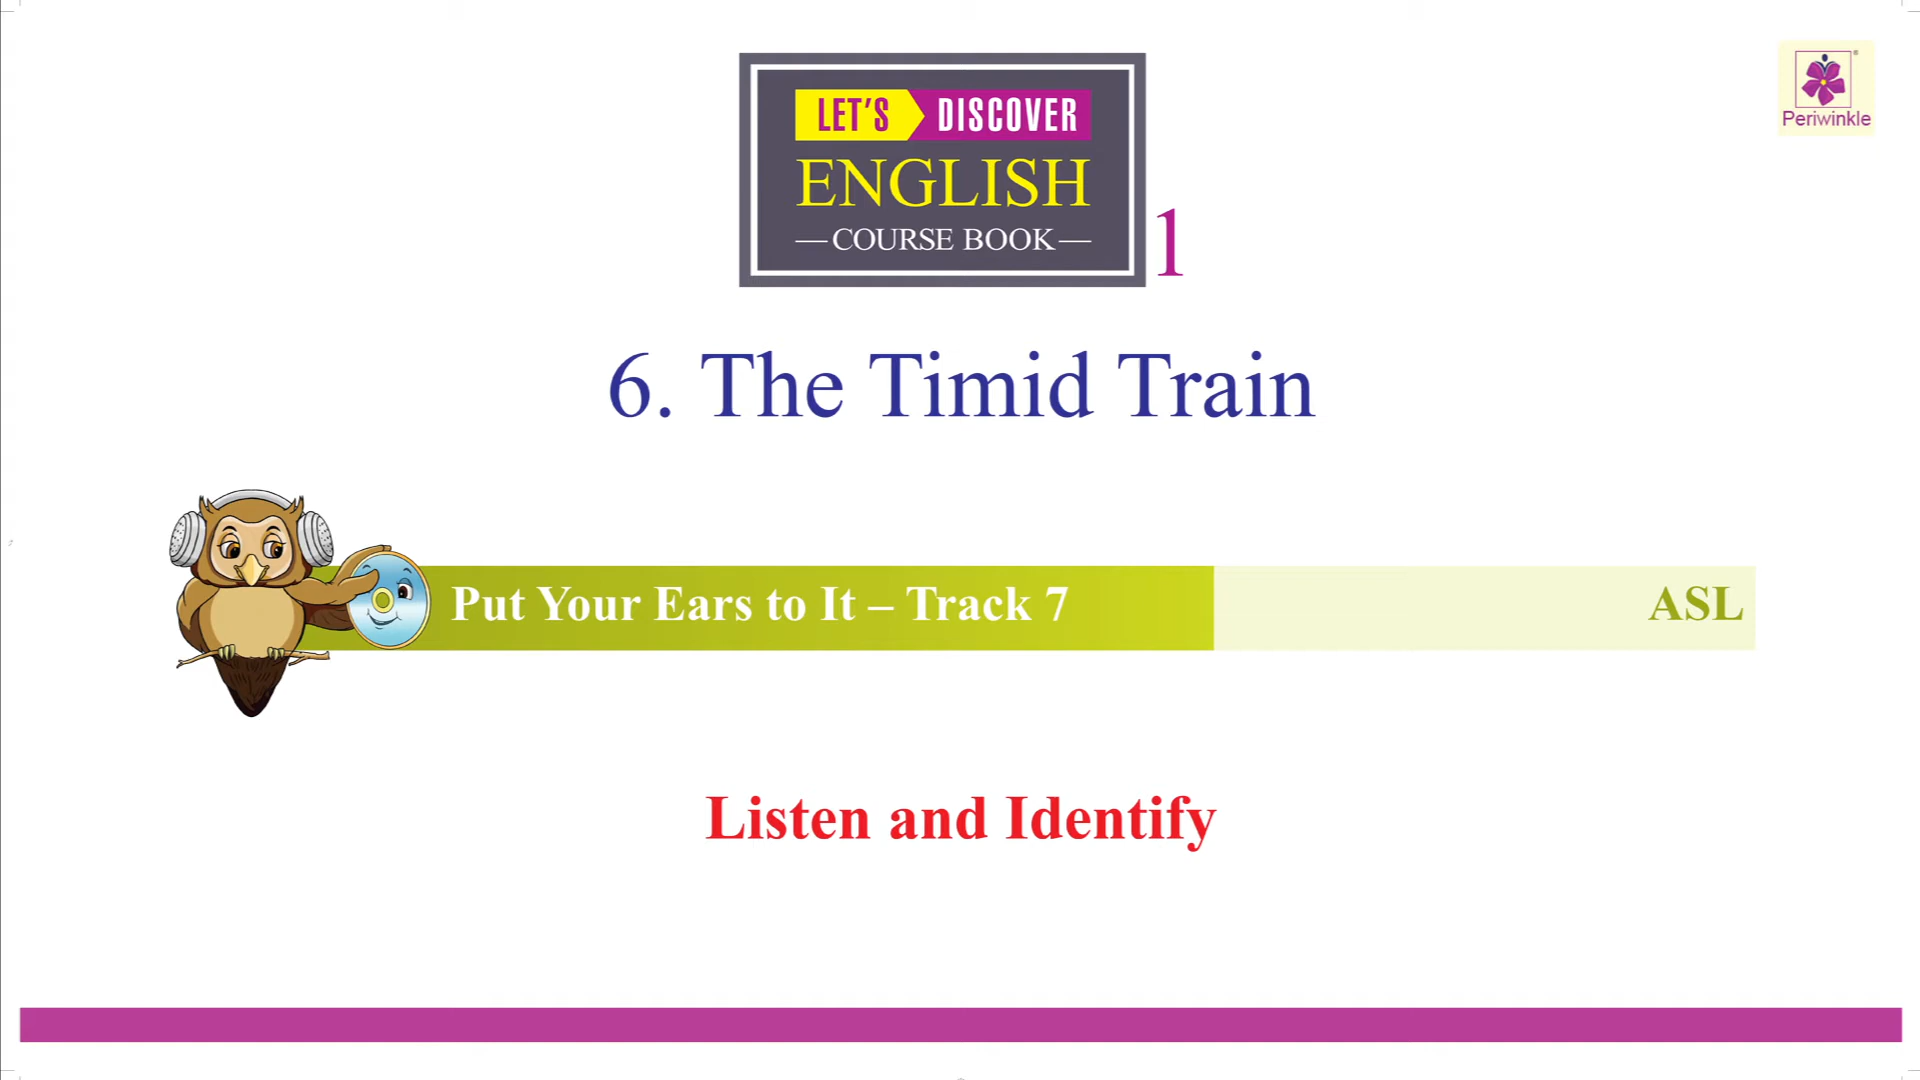 LET'S DISCOVER
ENGLISH
—COURSE BOOK—
1
Periwinkle
6. The Timid Train
Put Your Ears to It – Track 7
ASL
Listen and Identify